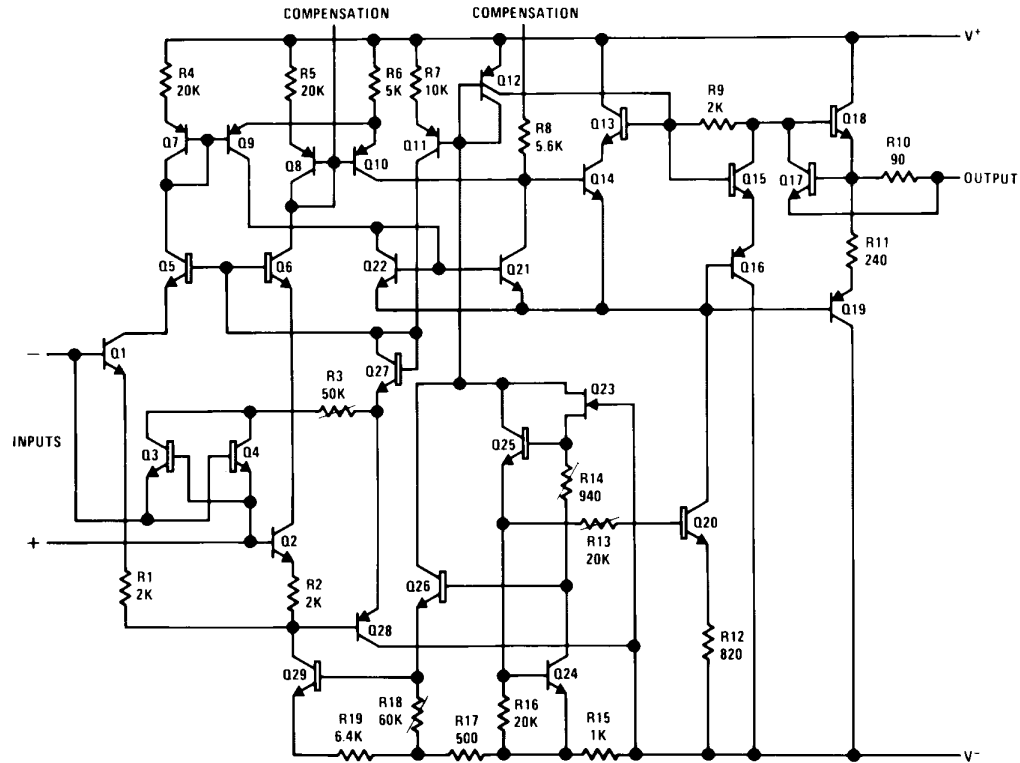 COMPENSATION COMPENSATION
V+
R4
20K
R5
20K
R6
5K
R7
10K
Q12
R8
5.6K
Q13
R9
2K
Q18
Q7
Q9
Q8
Q10
Q11
Q14
Q15
Q17
R10
90
OUTPUT
Q5
Q6
Q22
Q21
Q16
R11
240
Q19
−
Q1
Q27
R3
50K
Q23
INPUTS
Q3
Q4
Q25
R14
940
+
Q2
R13
20K
Q20
R1
2K
R2
2K
Q26
Q28
R12
820
Q29
Q24
R19
6.4K
R18
60K
R17
500
R16
20K
R15
1K
V−